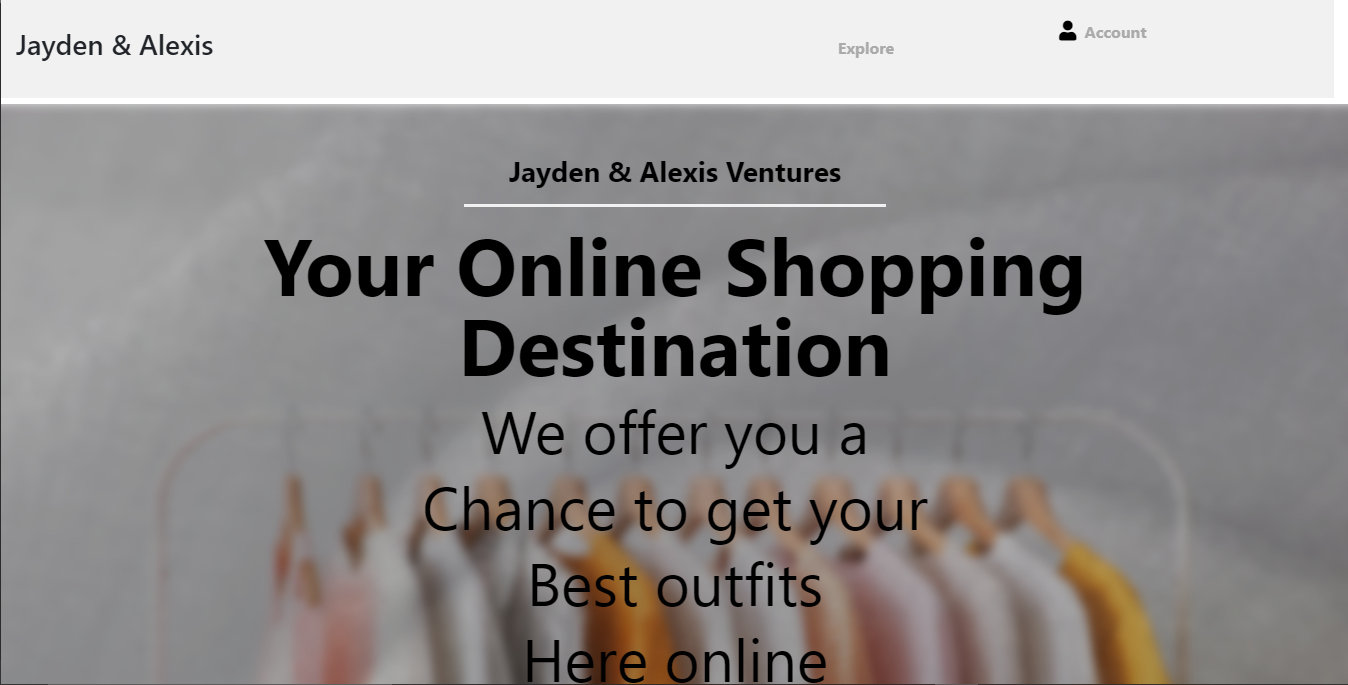 Jayden & Alexis
Explore
Account
Jayden & Alexis Ventures
Your Online Shopping
Destination
We offer you a
Chance to get your
Best outfits
Here online